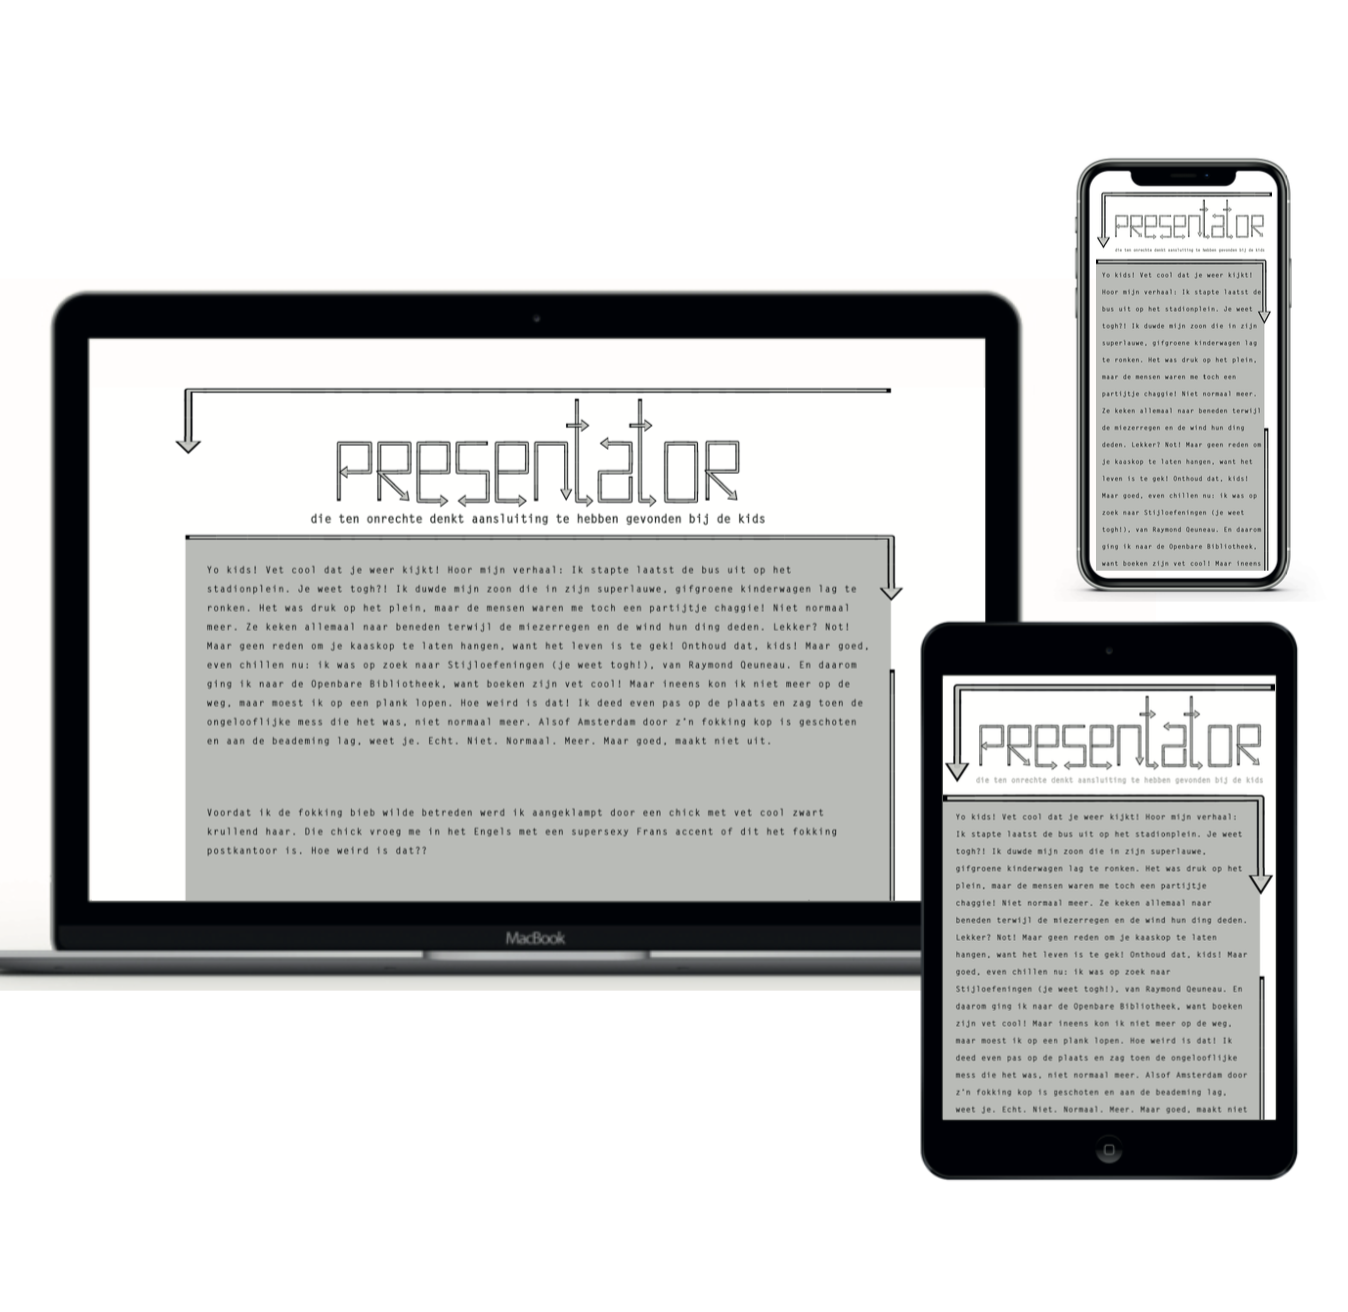 presentator
die ten onrechte denkt aansluiting te hebben gevonden bij de kids
Yo kids! Vet cool dat je weer kijkt! Hoor mijn verhaal: Ik stapte laatst de bus uit op het
stadionplein. Je weet togh?! Ik duwde mijn zoon die in zijn superlauwe, gifgroene kinderwagen lag te
ronken. Het was druk op het plein, maar de mensen waren me toch een partijtje chaggie! Niet normaal
meer. Ze keken allemaal naar beneden terwijl de miezerregen en de wind hun ding deden. Lekker? Not!
Maar geen reden om je kaaskop te laten hangen, want het leven is te gek! Onthoud dat, kids! Maar goed,
even chillen nu: ik was op zoek naar Stijloefeningen (je weet togh!), van Raymond Qeuneau. En daarom
ging ik naar de Openbare Bibliotheek, want boeken zijn vet cool! Maar ineens kon ik niet meer op de
weg, maar moest ik op een plank lopen. Hoe weird is dat! Ik deed even pas op de plaats en zag toen de
ongelooflijke mess die het was, niet normaal meer. Alsof Amsterdam door z'n fokking kop is geschoten
en aan de beademing lag, weet je. Echt. Niet. Normaal. Meer. Maar goed, maakt niet uit.
Voordat ik de fokking bieb wilde betreden werd ik aangeklampt door een chick met vet cool zwart
krullend haar. Die chick vroeg me in het Engels met een supersexy Frans accent of dit het fokking
postkantoor is. Hoe weird is dat??
MacBook
presentator
die ten onrechte denkt aansluiting te hebben gevonden bij de kids
Yo kids! Vet cool dat je weer kijkt!
Hoor mijn verhaal: Ik stapte laatst de
bus uit op het stadionplein. Je weet
togh?! Ik duwde mijn zoon die in zijn
superlauwe, gifgroene kinderwagen lag
te ronken. Het was druk op het plein,
maar de mensen waren me toch een
partijtje chaggie! Niet normaal meer.
Ze keken allemaal naar beneden terwijl
de miezerregen en de wind hun ding
deden. Lekker? Not! Maar geen reden om
je kaaskop te laten hangen, want het
leven is te gek! Onthoud dat, kids!
Maar goed, even chillen nu: ik was op
zoek naar Stijloefeningen (je weet
togh!), van Raymond Qeuneau. En daarom
ging ik naar de Openbare Bibliotheek,
want boeken zijn vet cool! Maar ineens
presentator
die ten onrechte denkt aansluiting te hebben gevonden bij de kids
Yo kids! Vet cool dat je weer kijkt! Hoor mijn verhaal:
Ik stapte laatst de bus uit op het stadionplein. Je weet
togh?! Ik duwde mijn zoon die in zijn superlauwe,
gifgroene kinderwagen lag te ronken. Het was druk op het
plein, maar de mensen waren me toch een partijtje
chaggie! Niet normaal meer. Ze keken allemaal naar
beneden terwijl de miezerregen en de wind hun ding deden.
Lekker? Not! Maar geen reden om je kaaskop te laten
hangen, want het leven is te gek! Onthoud dat, kids! Maar
goed, even chillen nu: ik was op zoek naar
Stijloefeningen (je weet togh!), van Raymond Qeuneau. En
daarom ging ik naar de Openbare Bibliotheek, want boeken
zijn vet cool! Maar ineens kon ik niet meer op de weg,
maar moest ik op een plank lopen. Hoe weird is dat! Ik
deed even pas op de plaats en zag toen de ongelooflijke
mess die het was, niet normaal meer. Alsof Amsterdam door
z'n fokking kop is geschoten en aan de beademing lag,
weet je. Echt. Niet. Normaal. Meer. Maar goed, maakt niet